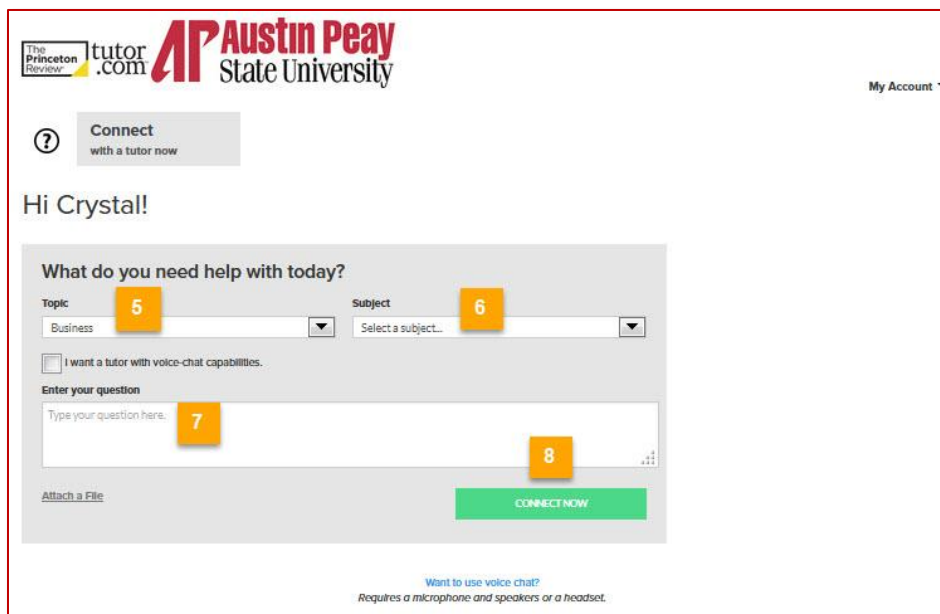 The
Princeton
Review
tutor
.com
AP Austin Peay
State University
My Account
Connect
with a tutor now
Hi Crystal!
What do you need help with today?
Topic
5
Subject
6
Business
Select a subject...
I want a tutor with voice-chat capabilities.
Enter your question
Type your question here.
7
8
Attach a File
CONNECT NOW
Want to use voice chat?
Requires a microphone and speakers or a headset.